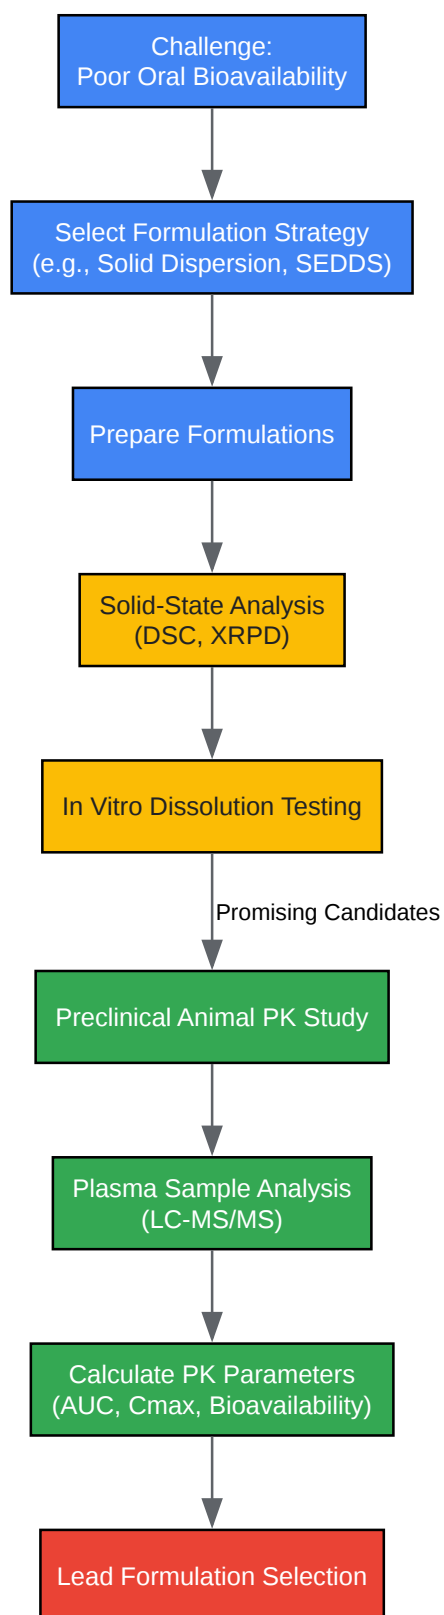 Challenge:
Poor Oral Bioavailability
Select Formulation Strategy
(e.g., Solid Dispersion, SEDDS)
Prepare Formulations
Solid-State Analysis
(DSC, XRPD)
In Vitro Dissolution Testing
Promising Candidates
Preclinical Animal PK Study
Plasma Sample Analysis
(LC-MS/MS)
Calculate PK Parameters
(AUC, Cmax, Bioavailability)
Lead Formulation Selection